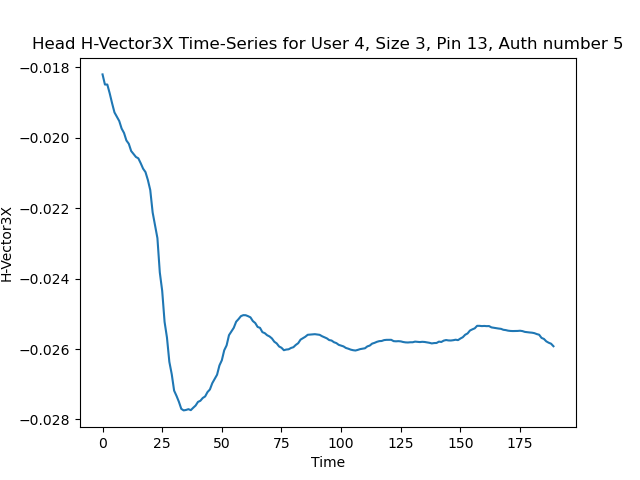 Head H-Vector3X Time-Series for User 4, Size 3, Pin 13, Auth number 5
−0.018
−0.020
−0.022
−0.024
−0.026
−0.028
H-Vector3X
0 25 50 75 100 125 150 175
Time